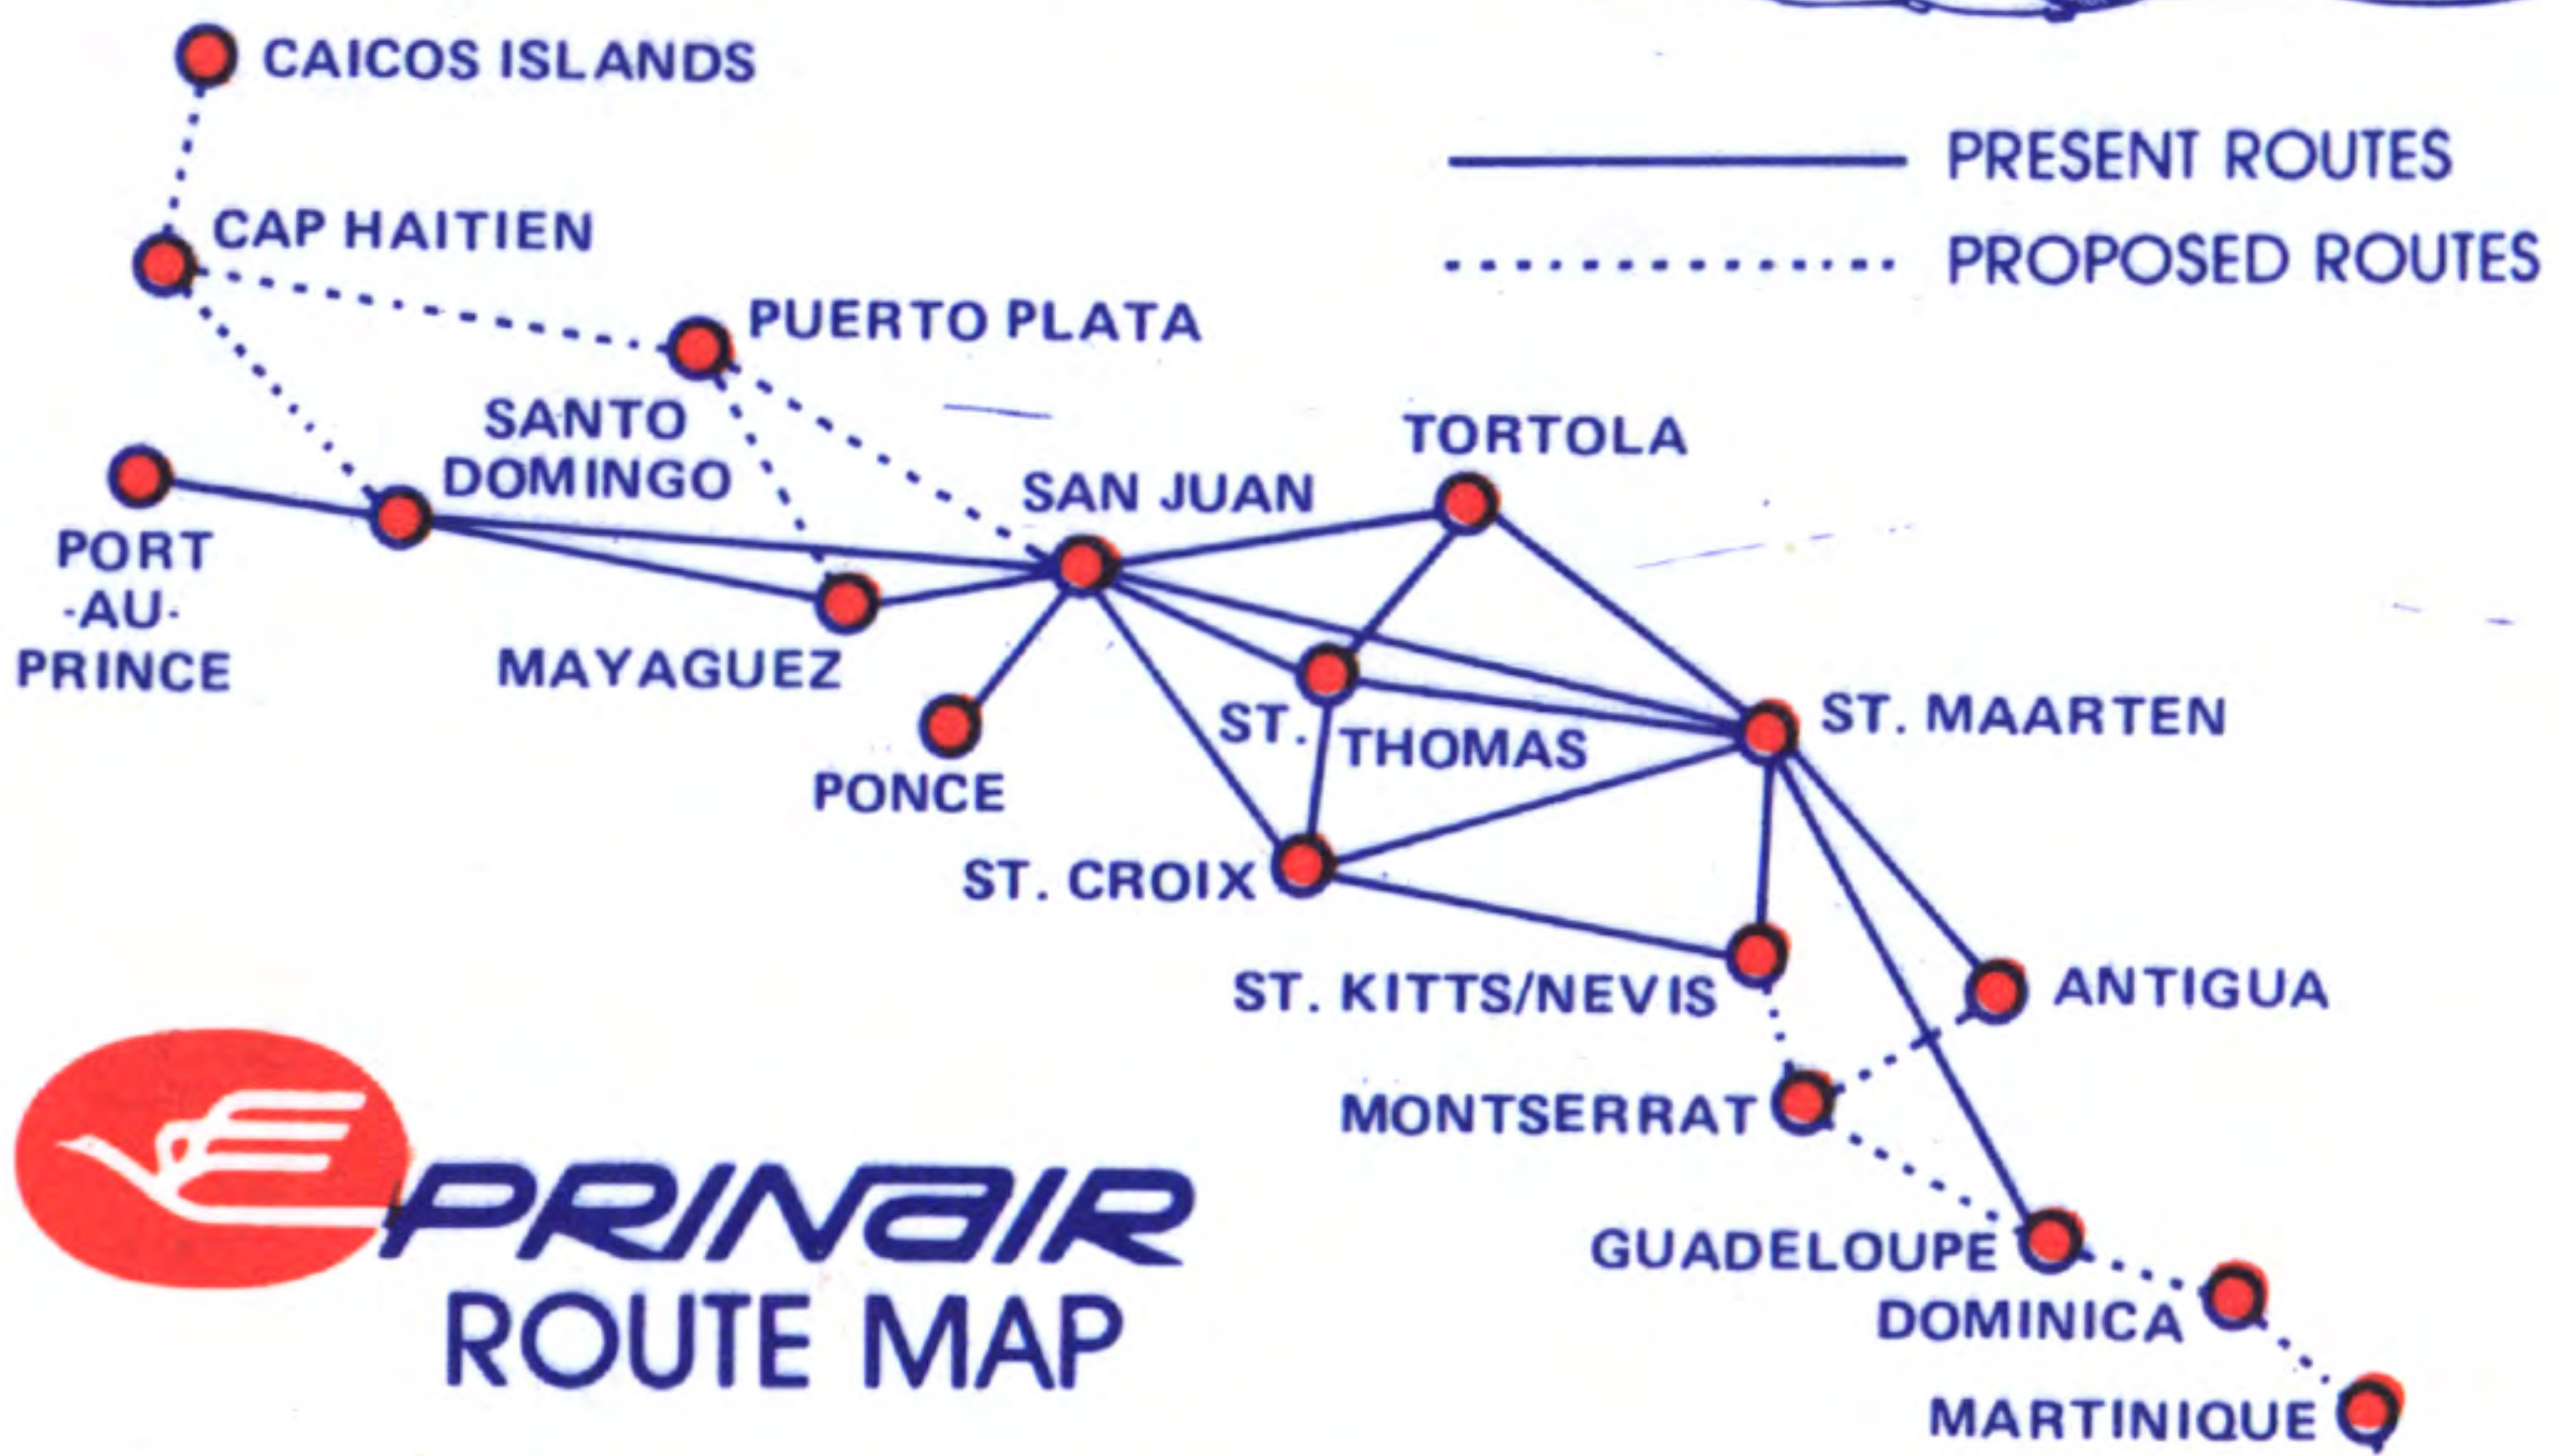 CAICOS ISLANDS
PRESENT ROUTES
CAP HAITIEN
PROPOSED ROUTES
PUERTO PLATA
SANTO
DOMINGO
TORTOLA
SAN JUAN
PORT
-AU-
PRINCE
MAYAGUEZ
ST. THOMAS
ST. MAARTEN
PONCE
ST. CROIX
ST. KITTS/NEVIS
ANTIGUA
MONTSERRAT
GUADELOUPE
DOMINICA
MARTINIQUE
PRINAIR
ROUTE MAP